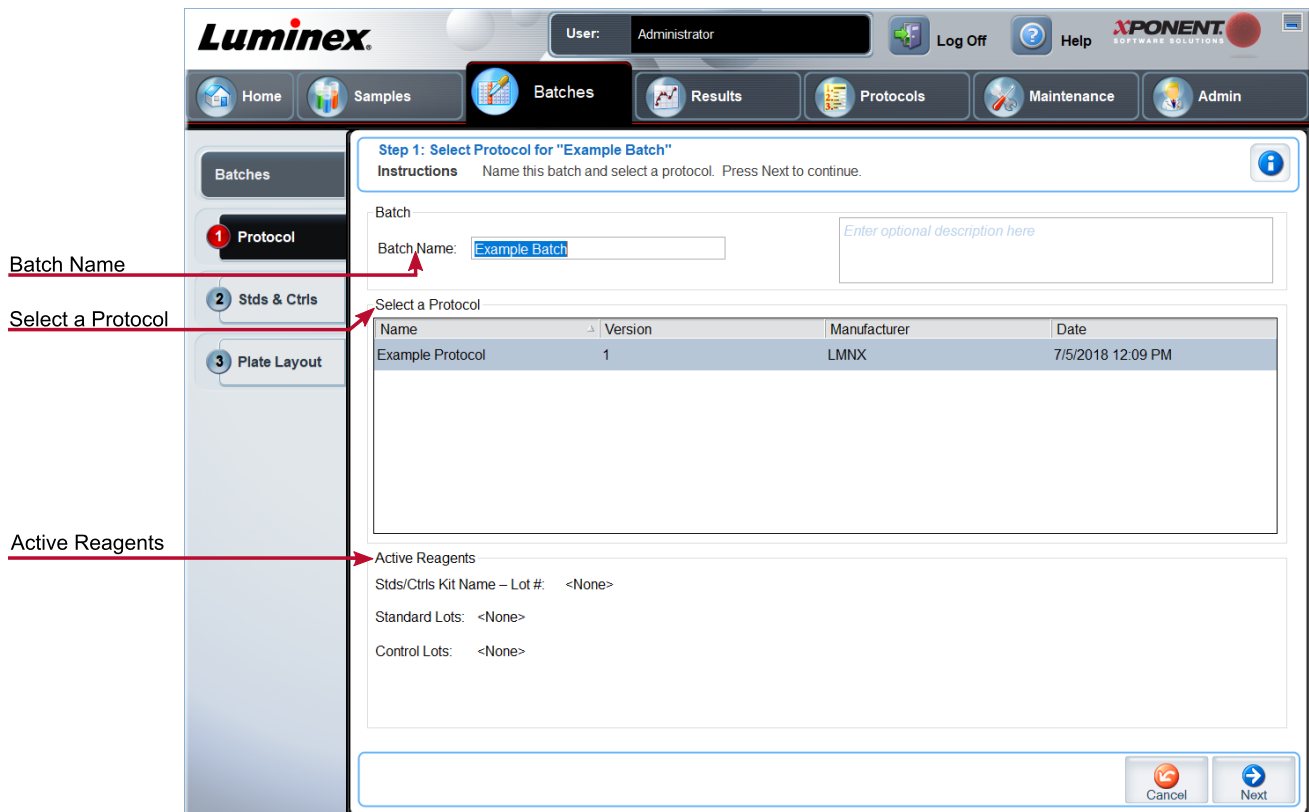 Luminex.
User: Administrator
Log Off
Help
XPONENT.
SOFTWARE SOLUTIONS
Home
Samples
Batches
Results
Protocols
Maintenance
Admin
Batches
1 Protocol
2 Stds & Ctrls
3 Plate Layout
Batch Name
Select a Protocol
Active Reagents
Step 1: Select Protocol for "Example Batch"
Instructions Name this batch and select a protocol. Press Next to continue.
Batch
Batch Name: Example Batch
Enter optional description here
Select a Protocol
Name Version Manufacturer Date
Example Protocol 1 LMNX 7/5/2018 12:09 PM
Active Reagents
Stds/Ctrls Kit Name – Lot #: <None>
Standard Lots: <None>
Control Lots: <None>
Cancel
Next